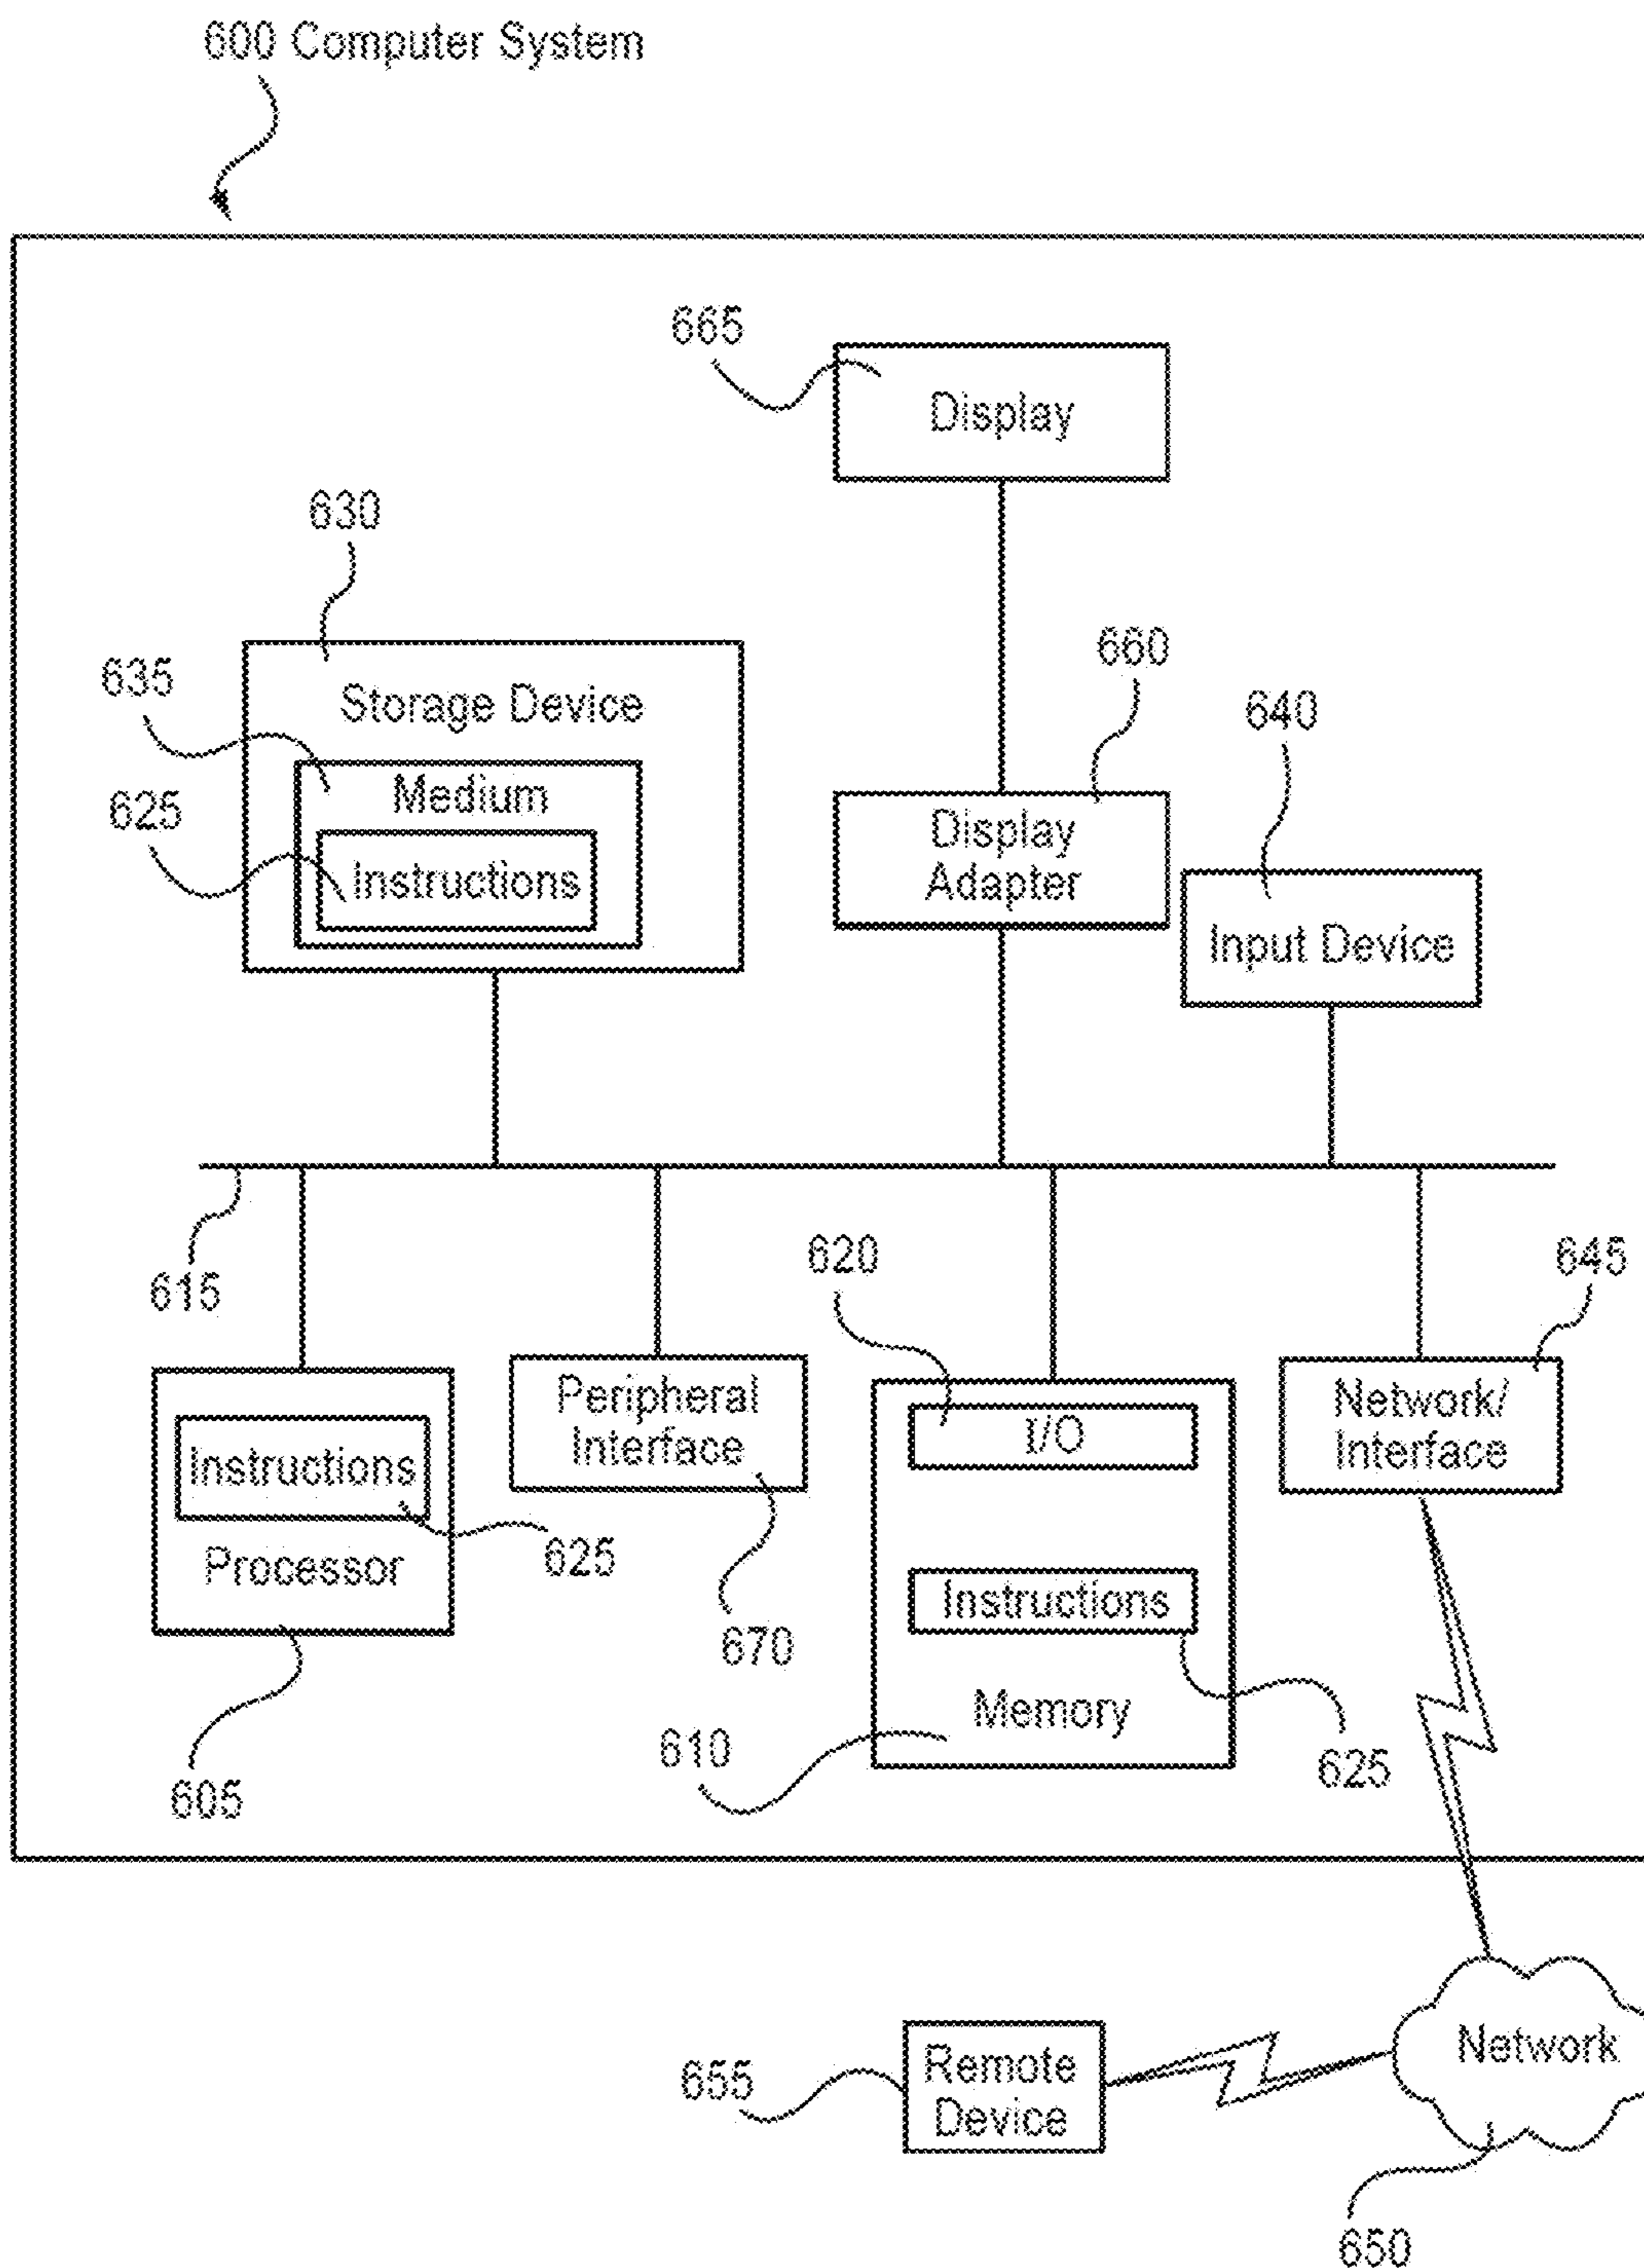 600 Computer System
665
Display
630
635
Storage Device
660
640
Medium
625
Instructions
Display
Adapter
Input Device
615
620
645
Peripheral
Interface
I/O
Network/
Interface
Instructions
625
Processor
670
Instructions
Memory
610
625
605
Network
655
Remote
Device
650